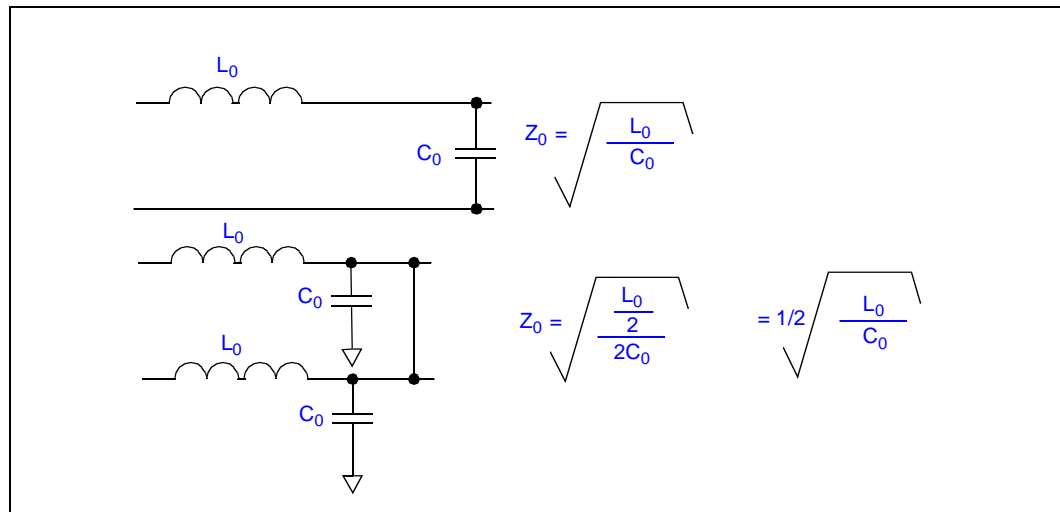 L₀
C₀
Z₀ = √(L₀/C₀)
L₀
C₀
L₀
C₀
Z₀ = √((L₀/2)/(2C₀)) = 1/2 √(L₀/C₀)